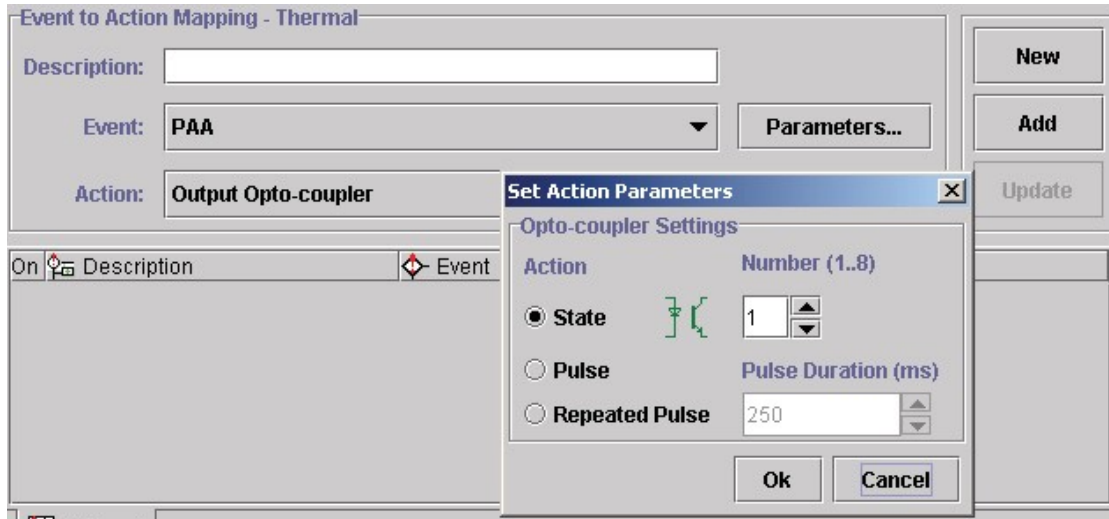 Event to Action Mapping - Thermal
Description:
New
Event: PAA Parameters...
Add
Action: Output Opto-coupler
Update
On Description Event
Set Action Parameters
Opto-coupler Settings
Action Number (1..8)
State 1
Pulse Pulse Duration (ms)
Repeated Pulse 250
Ok Cancel